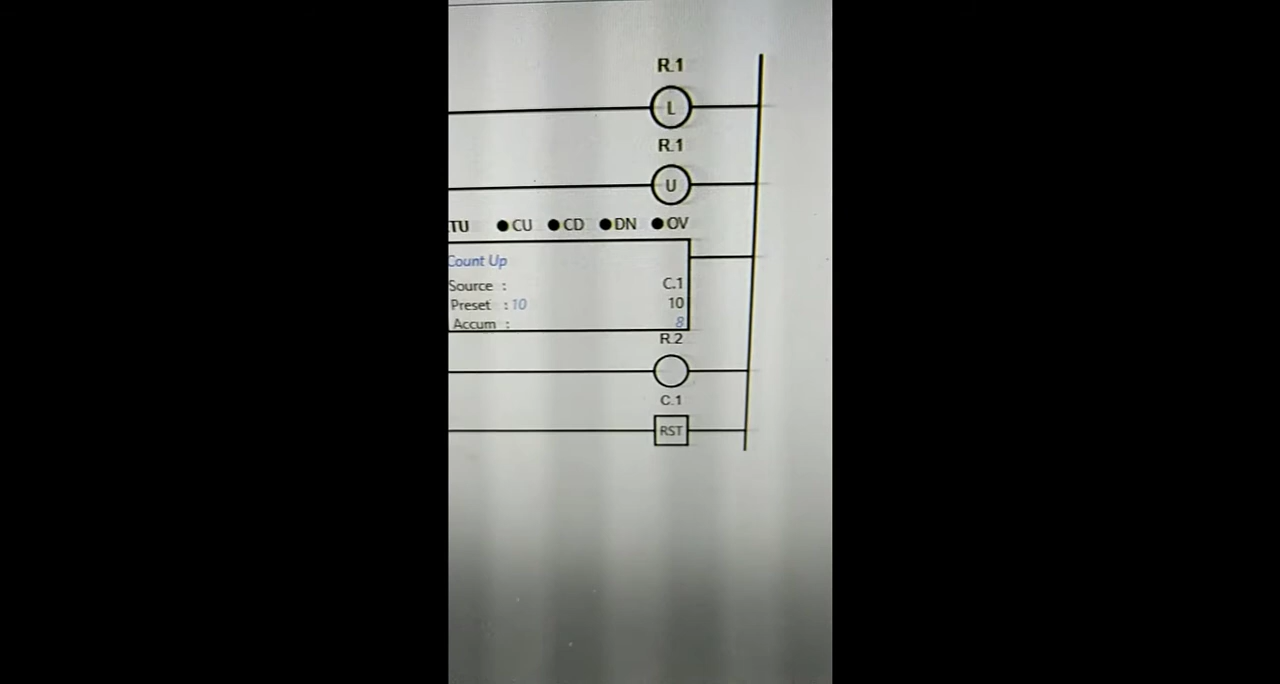 R.1
L
R.1
U
TU ●CU ●CD ●DN ●OV
Count Up
Source : C.1
Preset : 10 10
Accum : 8
R.2
C.1
RST